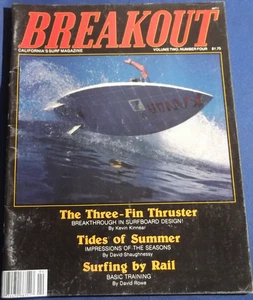 BREAKOUT
CALIFORNIA'S SURF MAGAZINE
VOLUME TWO, NUMBER FOUR
$1.75
The Three-Fin Thruster
BREAKTHROUGH IN SURFBOARD DESIGN!
By Kevin Kinnear
Tides of Summer
IMPRESSIONS OF THE SEASONS
By David Shaughnessy
Surfing by Rail
BASIC TRAINING
By David Rowe